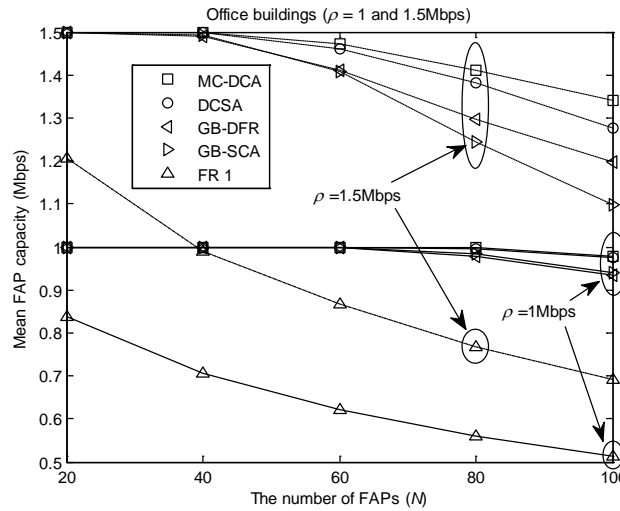 Office buildings (ρ = 1 and 1.5Mbps)
1.5
1.4
1.3
1.2
1.1
1
0.9
0.8
0.7
0.6
0.5
Mean FAP capacity (Mbps)
MC-DCA
DCSA
GB-DFR
GB-SCA
FR 1
ρ =1.5Mbps
ρ =1Mbps
20
40
60
80
100
The number of FAPs (N)